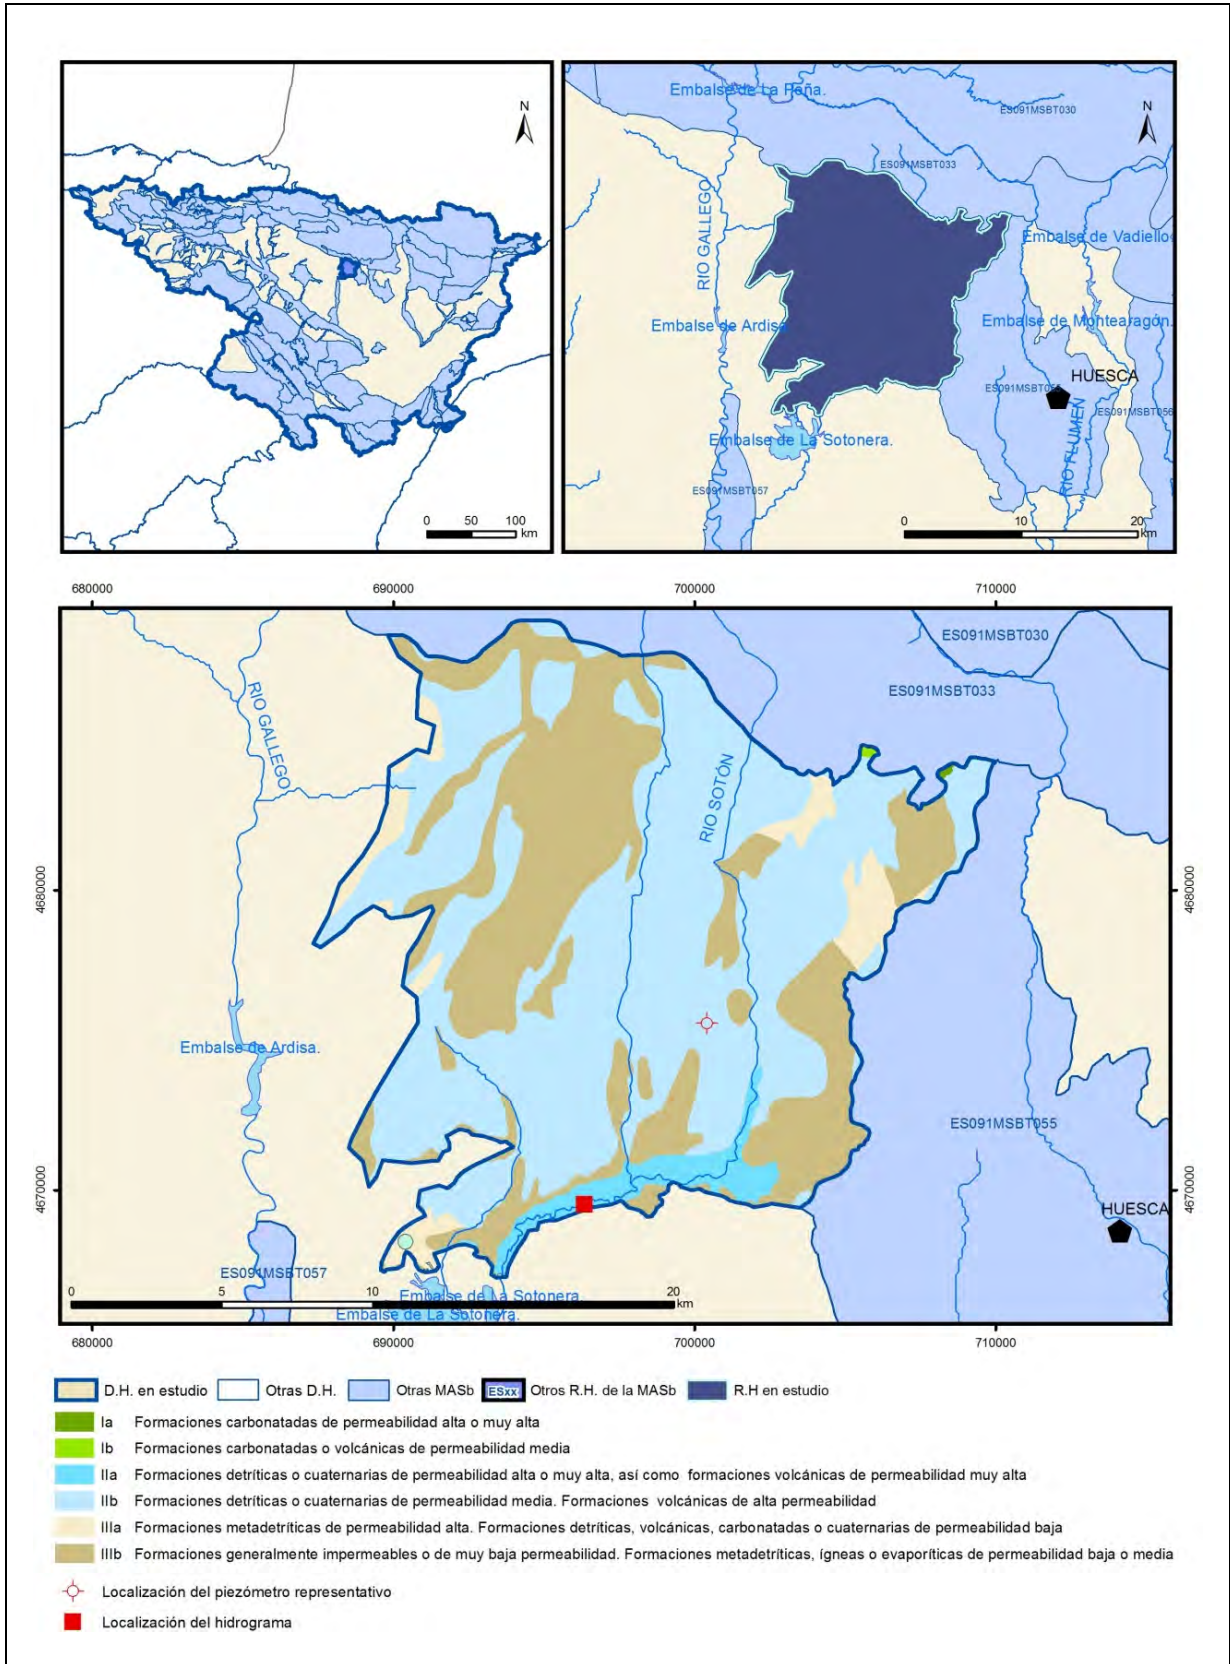 N
0 50 100
km
Embalse de La Peña.
ES091MSBT030
N
ES091MSBT033
RIO GALLEGO
Embalse de Vadiello
Embalse de Ardisa
Embalse de Montearagón.
HUESCA
ES091MSBT055
ES091MSBT056
Embalse de La Sotonera.
RIO FLUMEN
ES091MSBT057
0 10 20
km
680000 690000 700000 710000
ES091MSBT030
ES091MSBT033
RIO GALLEGO
RIO SOTÓN
4680000 4680000
Embalse de Ardisa.
ES091MSBT055
4670000 4670000
HUESCA
ES091MSBT057
Embalse de La Sotonera.
0 5 10 20
km
Embalse de La Sotonera.
680000 690000 700000 710000
D.H. en estudio Otras D.H. Otras MASb ESxx Otros R.H. de la MASb R.H en estudio
Ia Formaciones carbonatadas de permeabilidad alta o muy alta
Ib Formaciones carbonatadas o volcánicas de permeabilidad media
IIa Formaciones detríticas o cuaternarias de permeabilidad alta o muy alta, así como formaciones volcánicas de permeabilidad muy alta
IIb Formaciones detríticas o cuaternarias de permeabilidad media. Formaciones volcánicas de alta permeabilidad
IIIa Formaciones metadetríticas de permeabilidad alta. Formaciones detríticas, volcánicas, carbonatadas o cuaternarias de permeabilidad baja
IIIb Formaciones generalmente impermeables o de muy baja permeabilidad. Formaciones metadetríticas, ígneas o evaporíticas de permeabilidad baja o media
Localización del piezómetro representativo
Localización del hidrograma